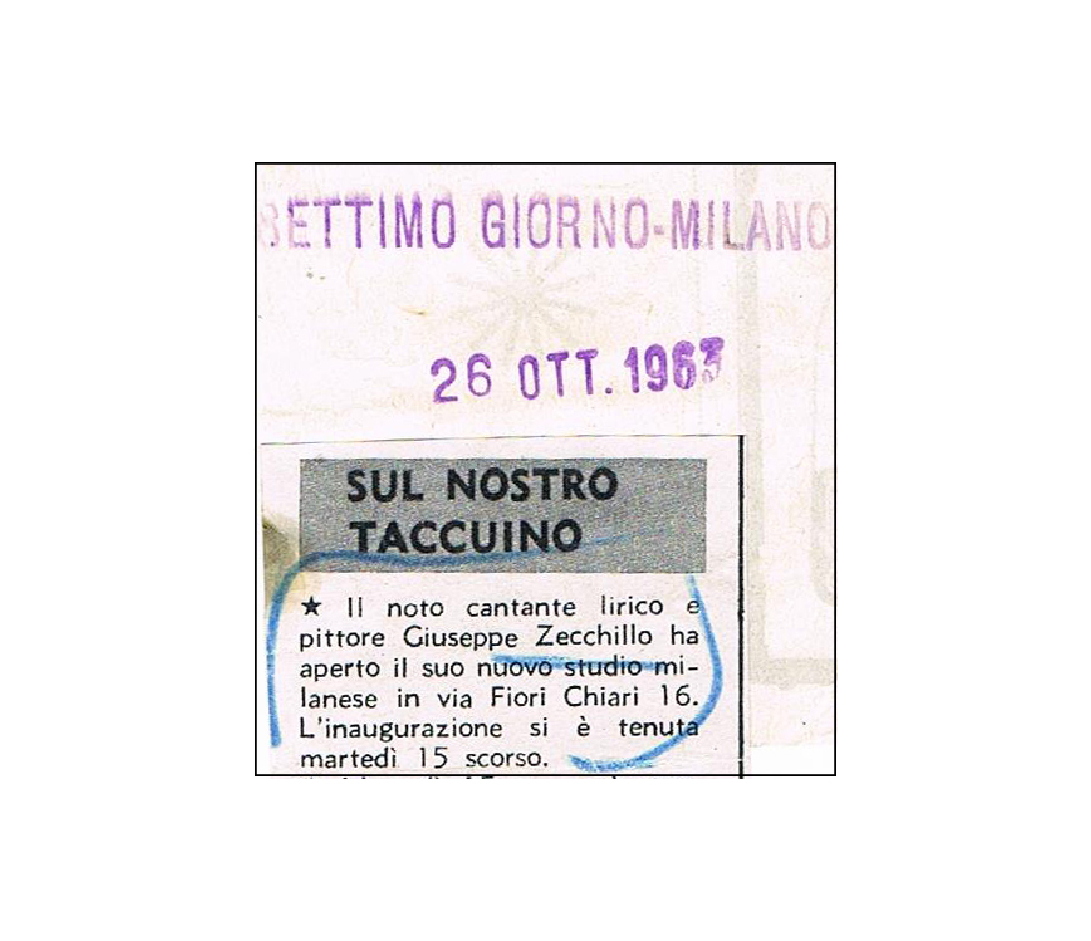 SETTIMO GIORNO-MILANO
26 OTT. 1963
SUL NOSTRO
TACCUINO
★ Il noto cantante lirico e
pittore Giuseppe Zecchillo ha
aperto il suo nuovo studio mi-
lanese in via Fiori Chiari 16.
L'inaugurazione si è tenuta
martedì 15 scorso.